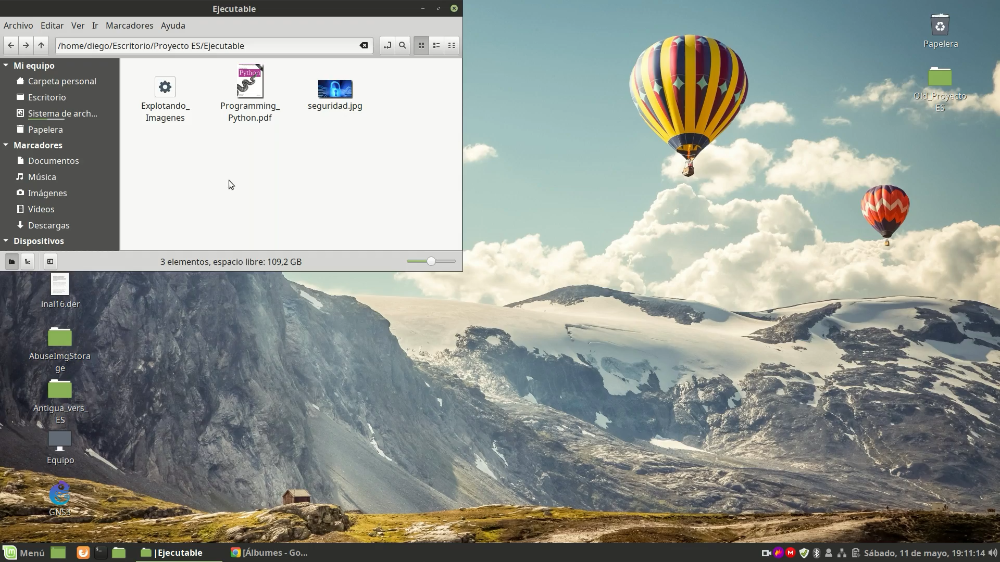 Ejecutable
Archivo Editar Ver Ir Marcadores Ayuda
/home/diego/Escritorio/Proyecto ES/Ejecutable
Mi equipo
Carpeta personal
Escritorio
Sistema de arch...
Papelera
Marcadores
Documentos
Música
Imágenes
Vídeos
Descargas
Dispositivos
Explotando_
Imagenes
Python
Programming_
Python.pdf
seguridad.jpg
3 elementos, espacio libre: 109,2 GB
Papelera
Old_Proyecto
ES
inal16.der
AbuseImgStora
ge
Antigua_vers_
ES
Equipo
GNS3
Menú
|Ejecutable
[Álbumes - Go...
Sábado, 11 de mayo, 19:11:14